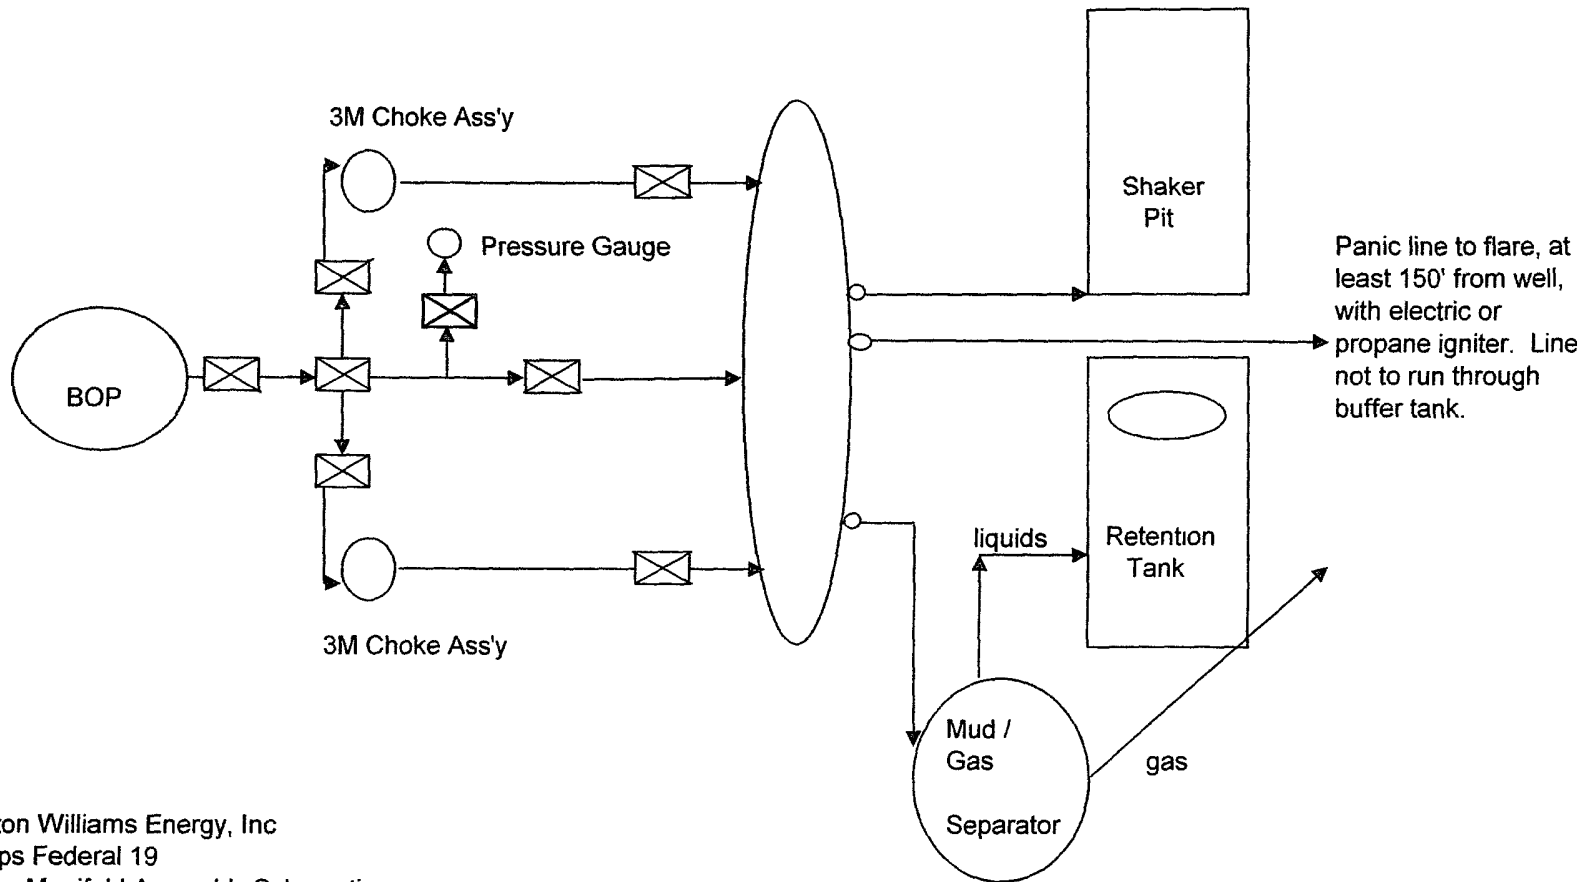 3M Choke Ass'y
Pressure Gauge
BOP
3M Choke Ass'y
Shaker
Pit
Panic line to flare, at
least 150' from well,
with electric or
propane igniter. Line
not to run through
buffer tank.
liquids
Retention
Tank
Mud /
Gas
Separator
gas
ton Williams Energy, Inc
ps Federal 19